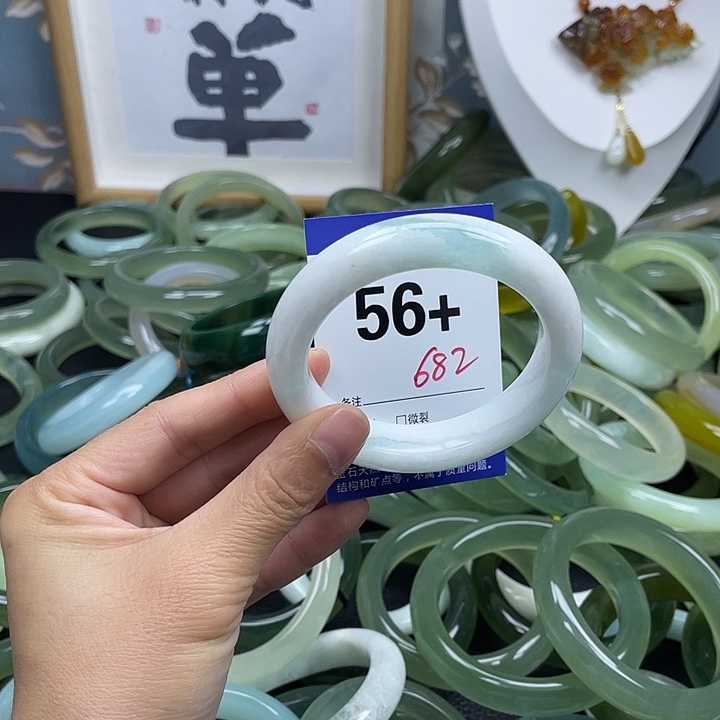 单
56+
682
备注
□微裂
结构和矿点等，不属于质量问题.